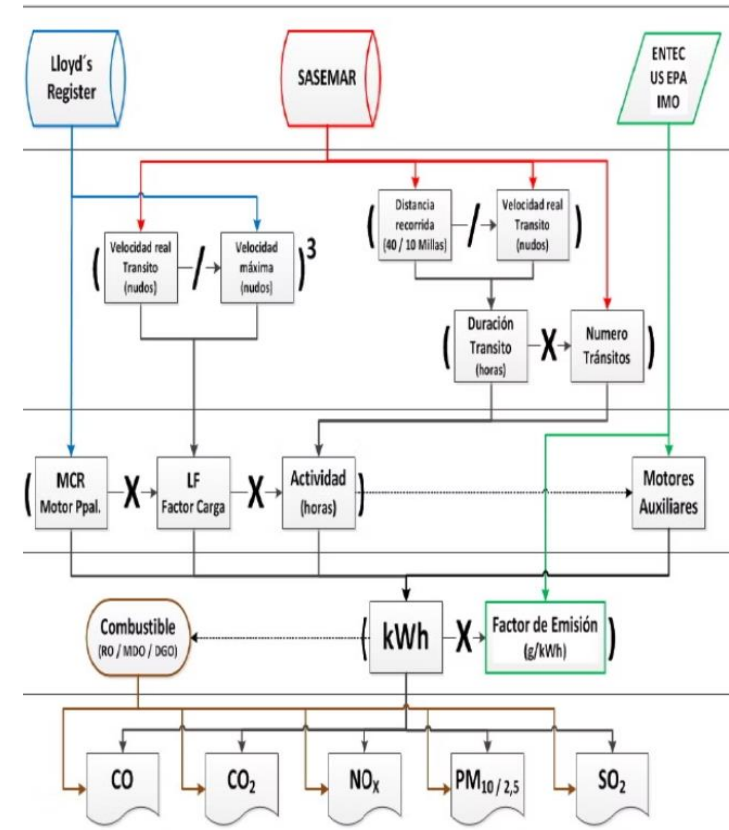 Lloyd´s
Register
SASEMAR
ENTEC
US EPA
IMO
(
Velocidad real
Transito
(nudos)
/
Velocidad
máxima
(nudos)
)3
(
Distancia
recorrida
(40 / 10 Millas)
/
Velocidad real
Transito
(nudos)
)
(
Duración
Transito
(horas)
X
Numero
Tránsitos
)
(
MCR
Motor Ppal.
X
LF
Factor Carga
X
Actividad
(horas)
)
Motores
Auxiliares
Combustible
(RO / MDO / DGO)
(
kWh
X
Factor de Emisión
(g/kWh)
)
CO
CO2
NOX
PM10 / 2,5
SO2